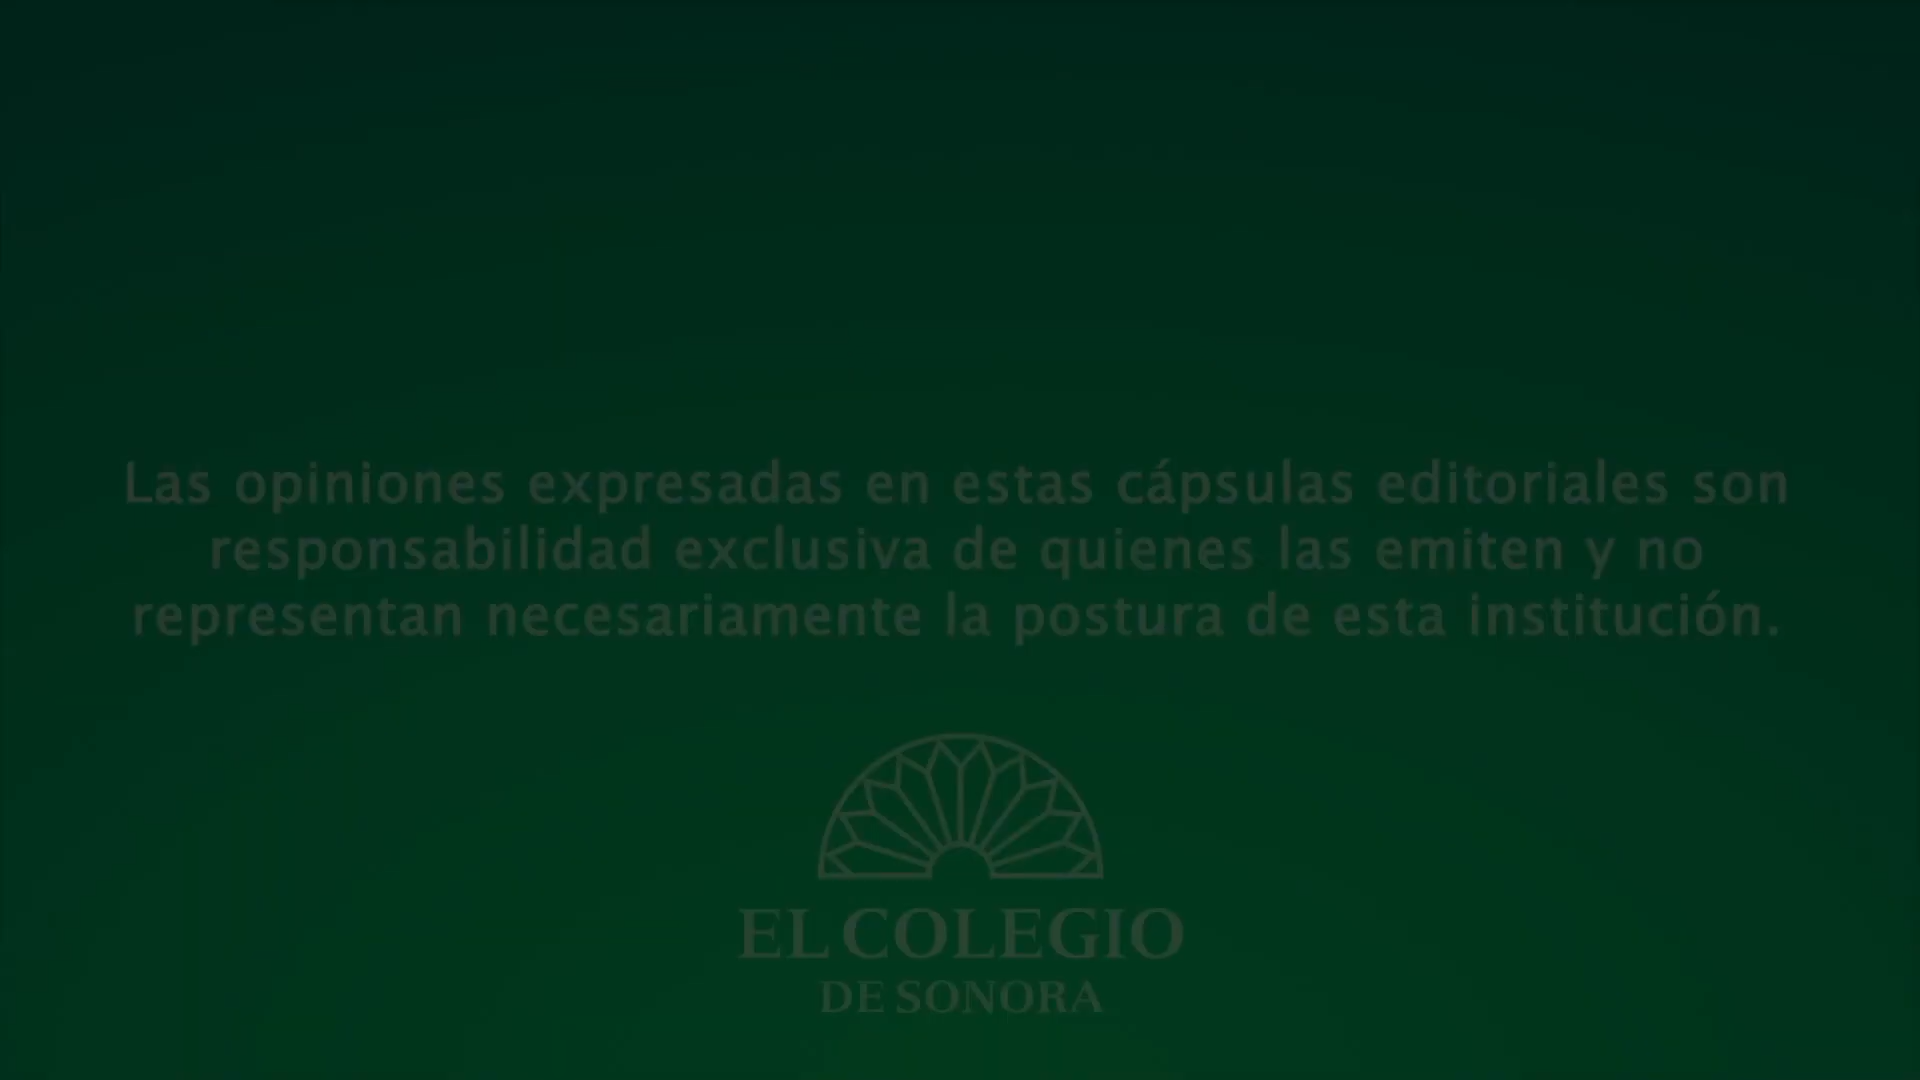 Las opiniones expresadas en estas cápsulas editoriales son
responsabilidad exclusiva de quienes las emiten y no
representan necesariamente la postura de esta institución.
EL COLEGIO
DE SONORA